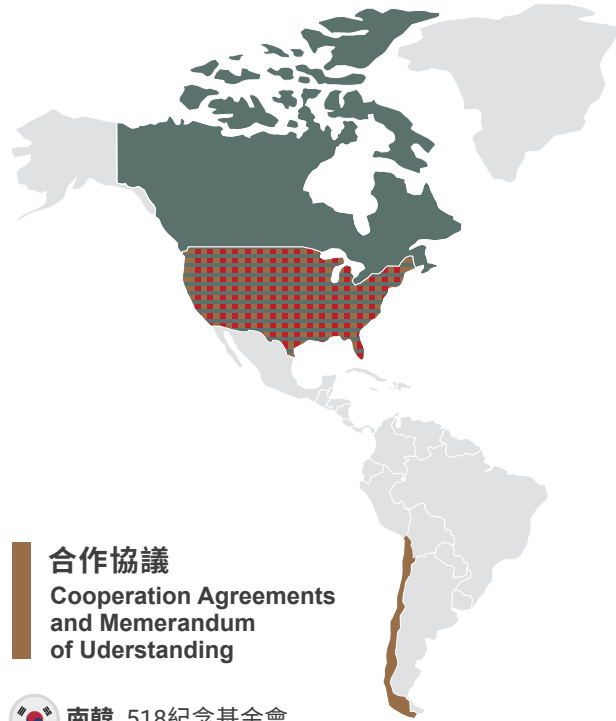 合作協議
Cooperation Agreements
and Memorandum
of Uderstanding
南韓 518紀念基金會